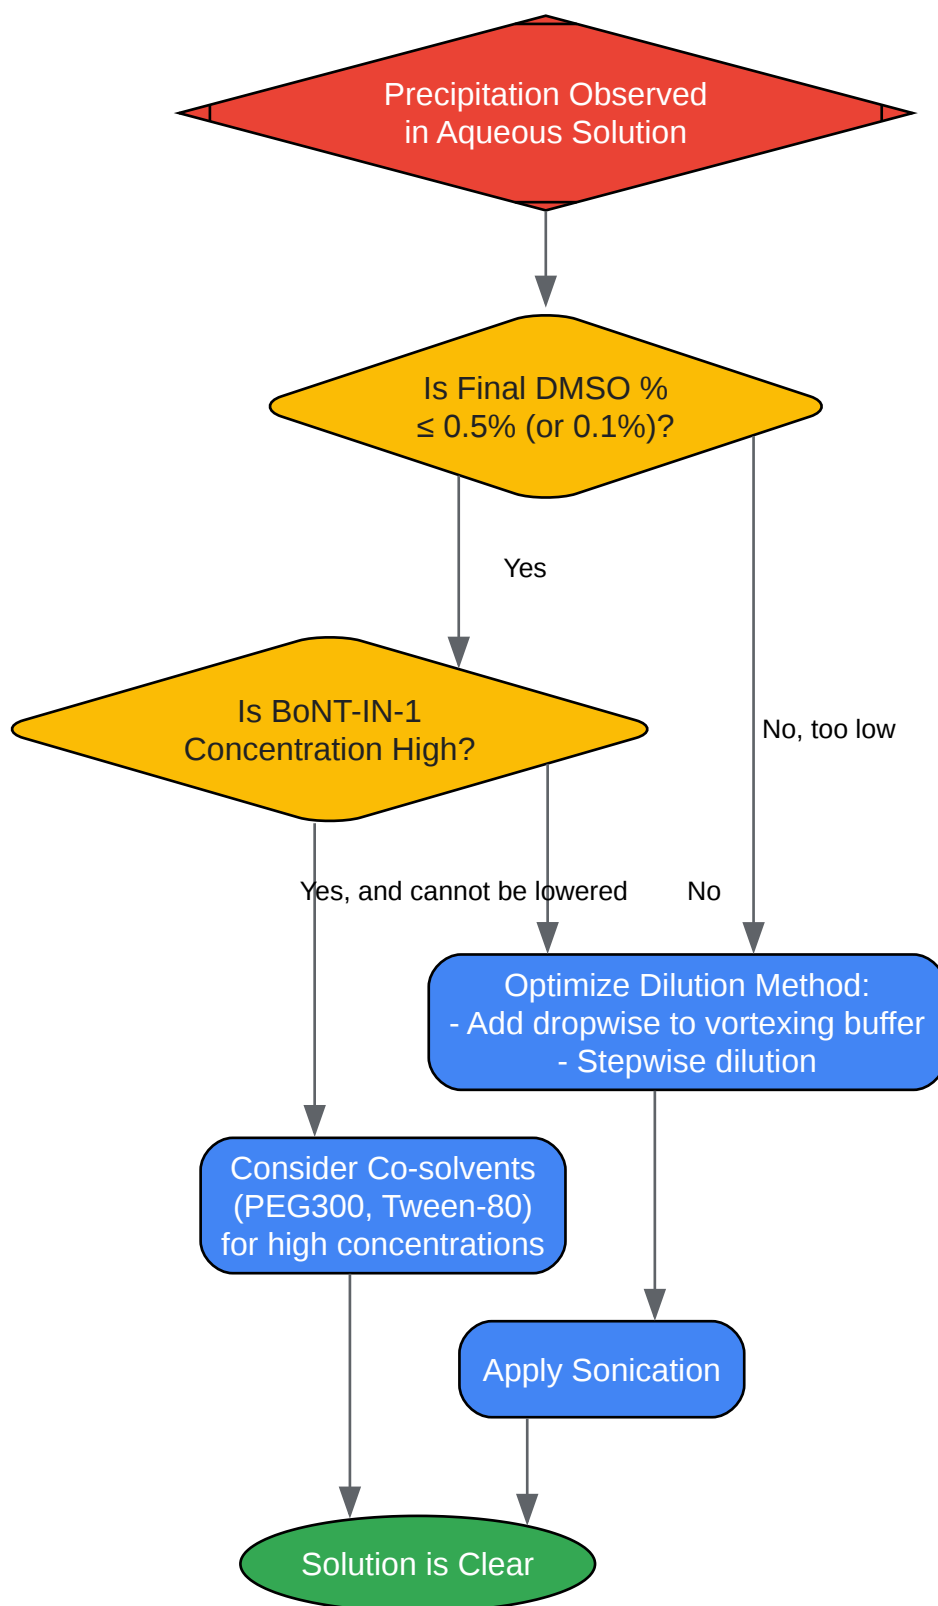 Precipitation Observed
in Aqueous Solution
Is Final DMSO %
≤ 0.5% (or 0.1%)?
Yes
Is BoNT-IN-1
Concentration High?
No, too low
Yes, and cannot be lowered
No
Optimize Dilution Method:
- Add dropwise to vortexing buffer
- Stepwise dilution
Consider Co-solvents
(PEG300, Tween-80)
for high concentrations
Apply Sonication
Solution is Clear